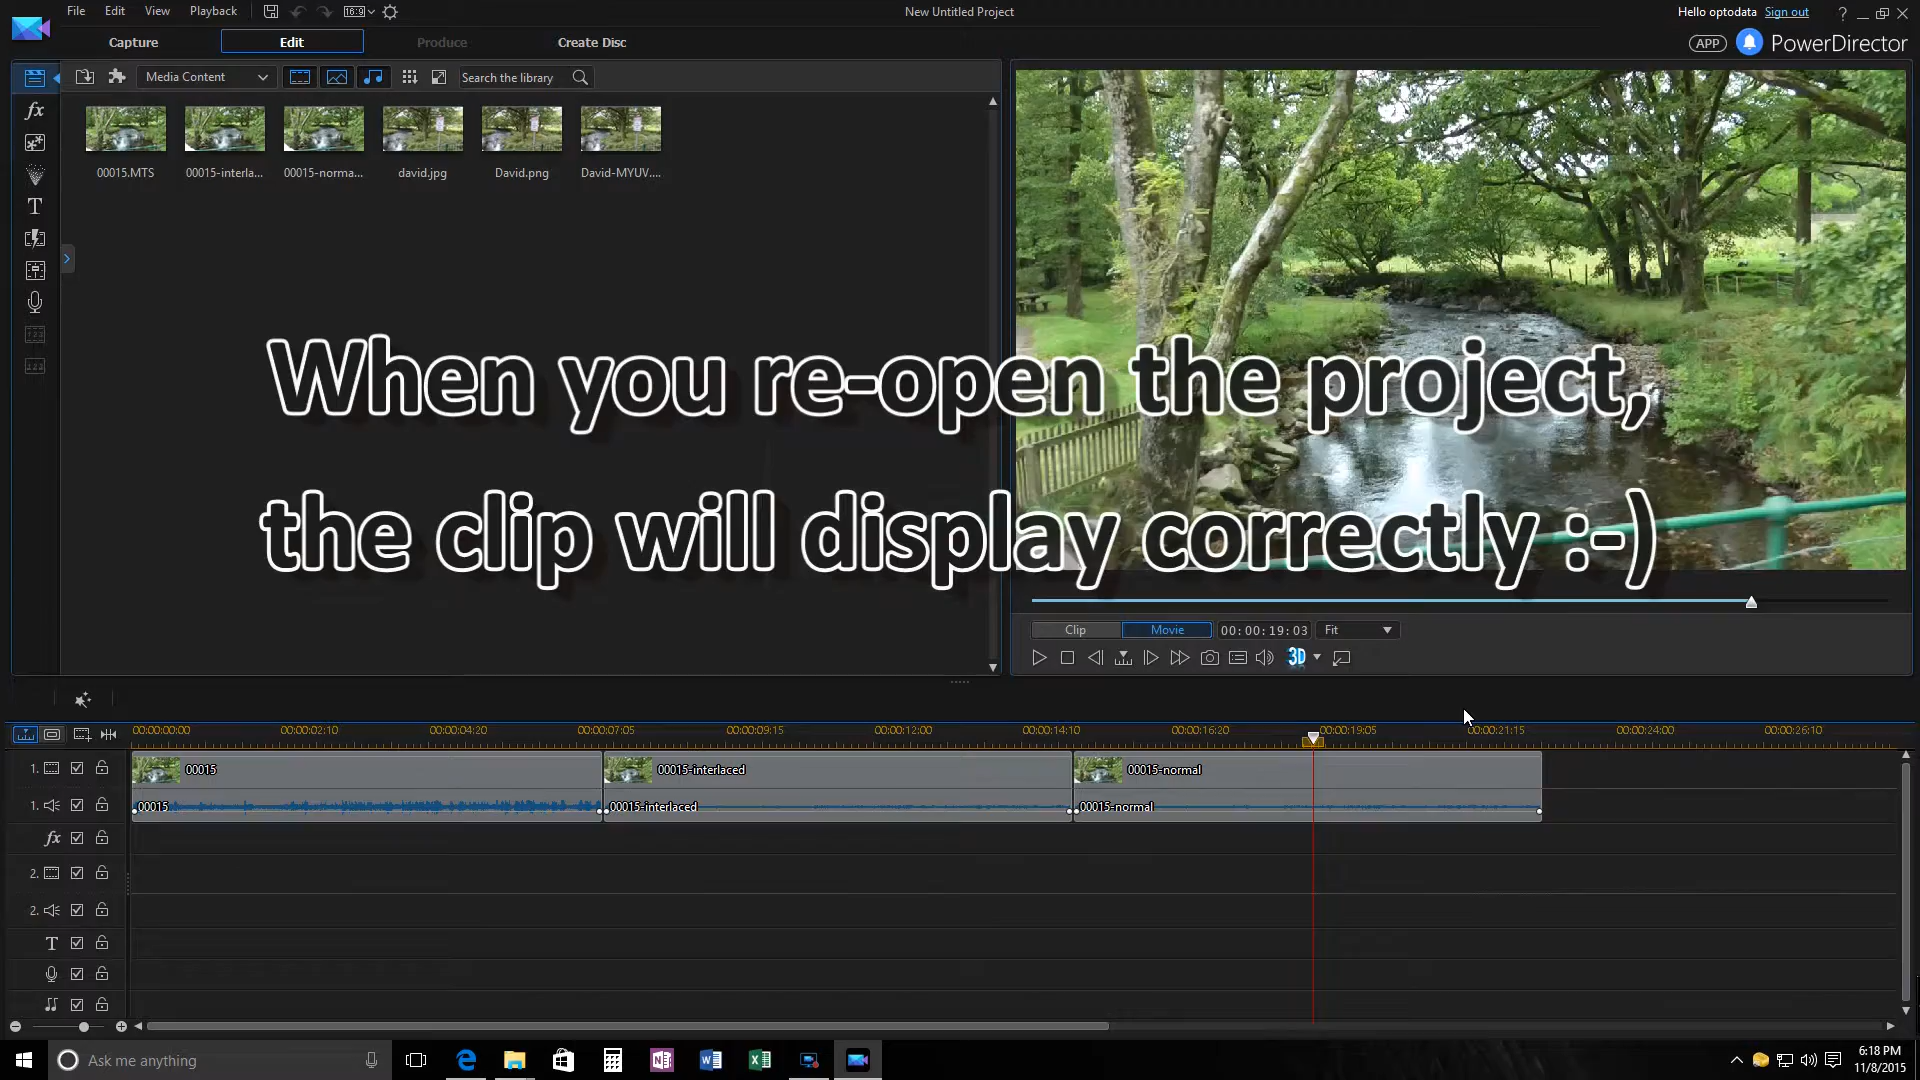 File Edit View Playback 16:9 New Untitled Project Hello optodata Sign out ?
Capture Edit Produce Create Disc APP PowerDirector
Media Content Search the library
fx
00015.MTS 00015-interla... 00015-norma... david.jpg David.png David-MYUV....
T
When you re-open the project,
the clip will display correctly :-)
Clip Movie 00:00:19:03 Fit
3D
00:00:00:00 00:00:02:10 00:00:04:20 00:00:07:05 00:00:09:15 00:00:12:00 00:00:14:10 00:00:16:20 00:00:19:05 00:00:21:15 00:00:24:00 00:00:26:10
1. 00015 00015-interlaced 00015-normal
1. 00015 00015-interlaced 00015-normal
fx
2.
2.
T
Ask me anything
6:18 PM
11/8/2015